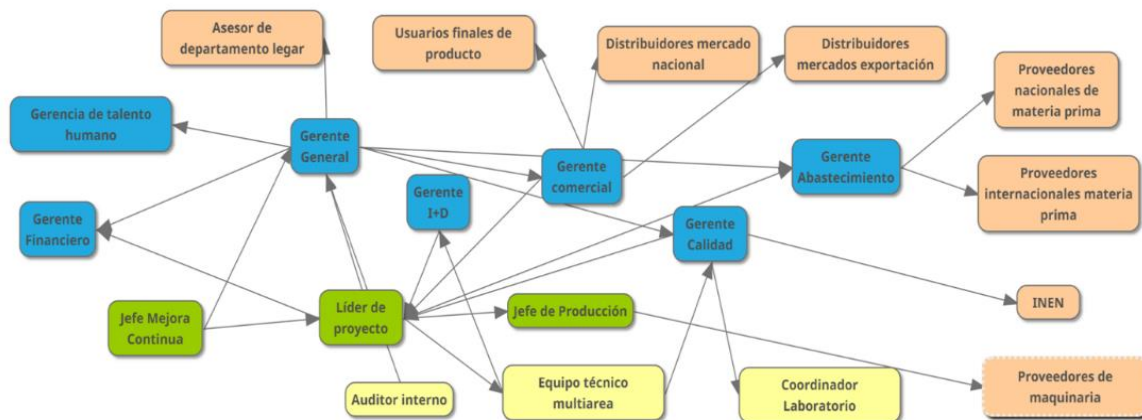 Asesor de
departamento legar
Usuarios finales de
producto
Distribuidores mercado
nacional
Distribuidores
mercados exportación
Proveedores
nacionales de
materia prima
Gerencia de talento
humano
Gerente
General
Gerente
comercial
Gerente
Abastecimiento
Proveedores
internacionales materia
prima
Gerente
I+D
Gerente
Financiero
Gerente
Calidad
Jefe Mejora
Continua
Líder de
proyecto
Jefe de Producción
INEN
Auditor interno
Equipo técnico
multiarea
Coordinador
Laboratorio
Proveedores de
maquinaria